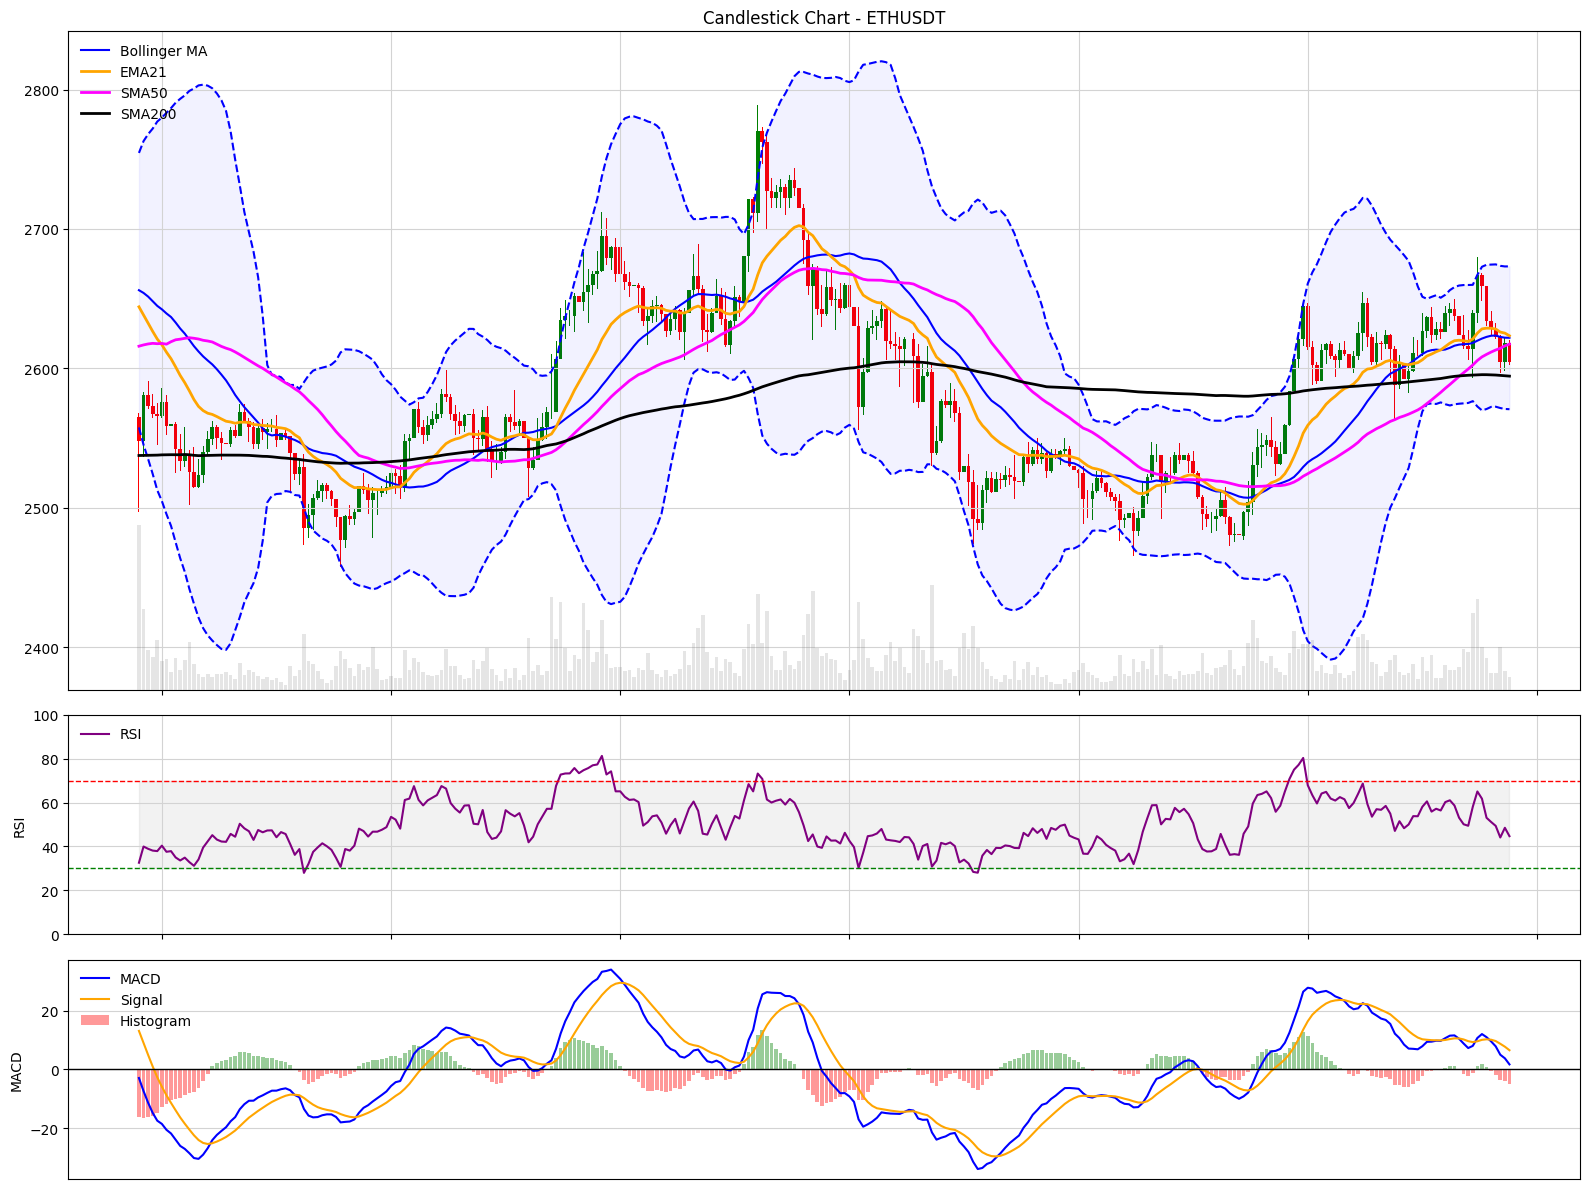 Candlestick Chart - ETHUSDT
Bollinger MA
EMA21
SMA50
SMA200
2800
2700
2600
2500
2400
RSI
100
80
60
40
20
0
RSI
MACD
Signal
Histogram
20
0
−20
MACD